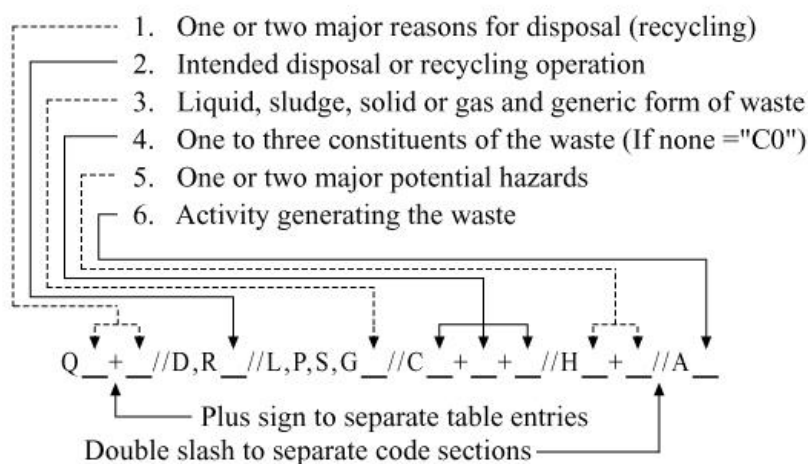 1. One or two major reasons for disposal (recycling)
2. Intended disposal or recycling operation
3. Liquid, sludge, solid or gas and generic form of waste
4. One to three constituents of the waste (If none ="C0")
5. One or two major potential hazards
6. Activity generating the waste
Q__+__//D,R__//L,P,S,G__//C__+__+__//H__+__//A__
Plus sign to separate table entries
Double slash to separate code sections